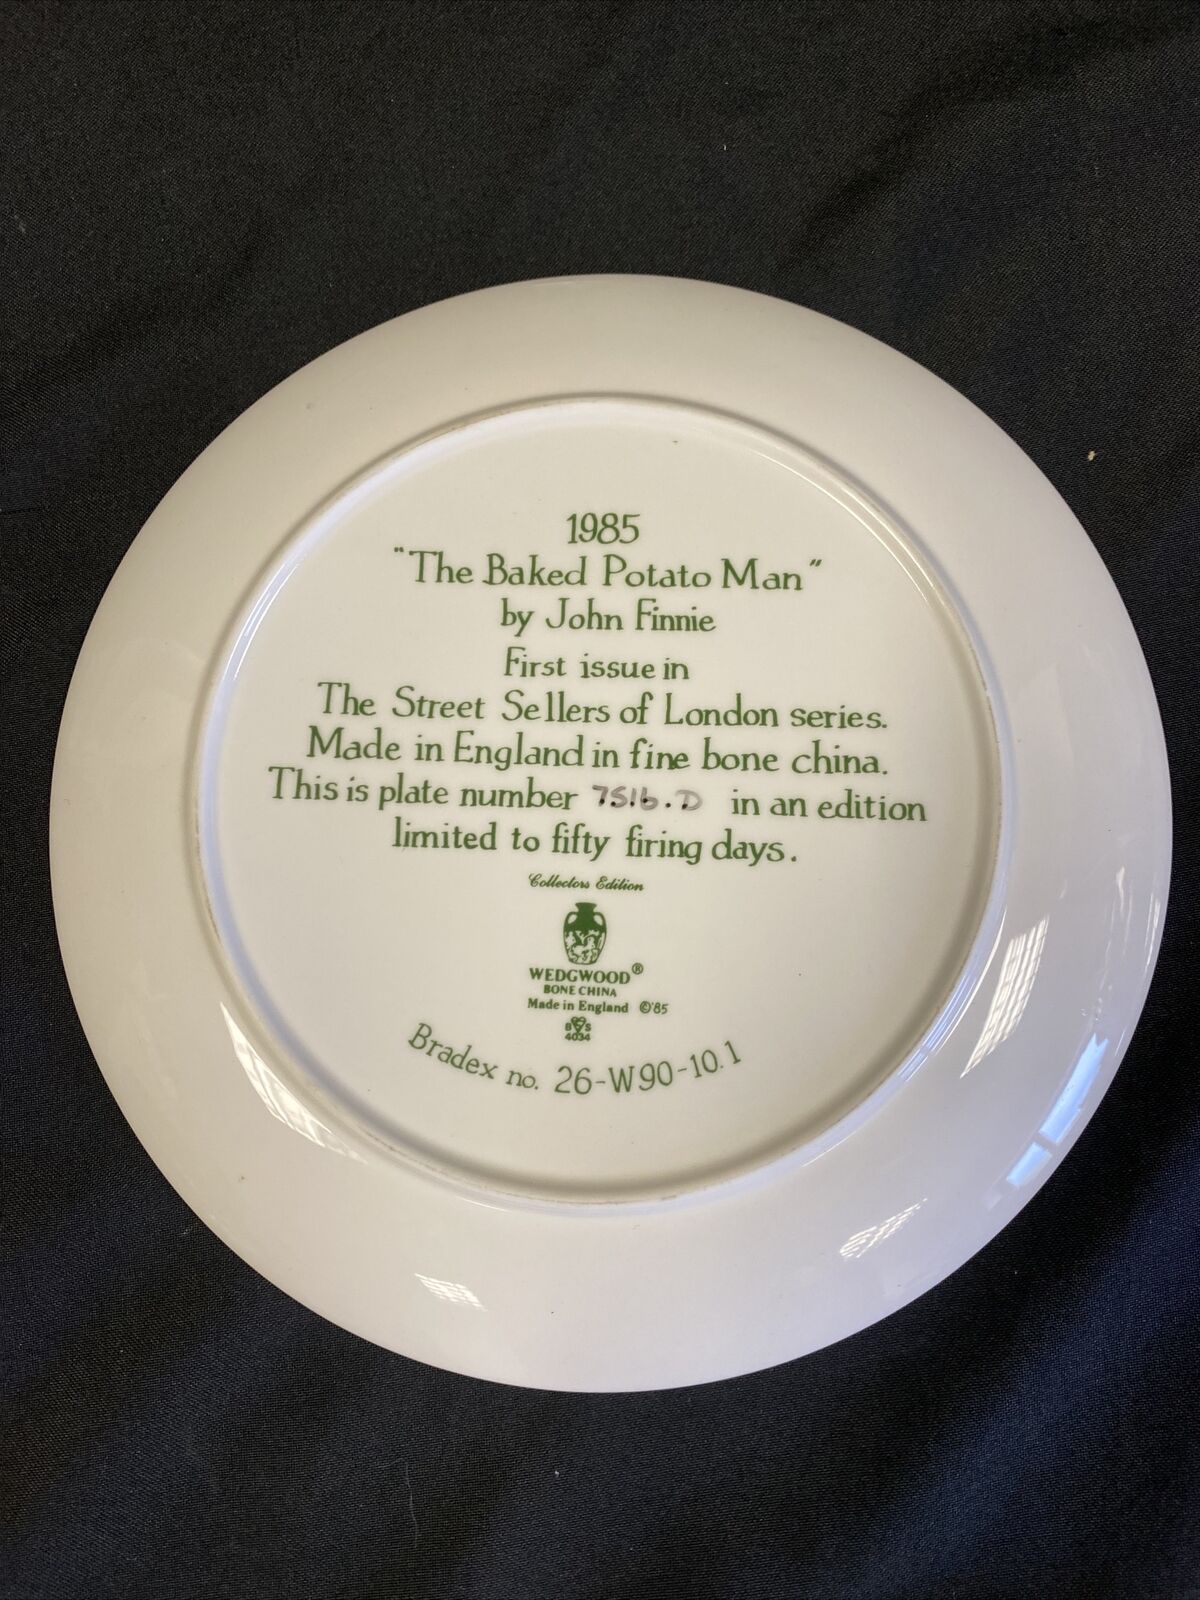 1985
"The Baked Potato Man"
by John Finnie
First issue in
The Street Sellers of London series.
Made in England in fine bone china.
This is plate number 7516.D in an edition
limited to fifty firing days.
Collectors Edition
WEDGWOOD®
BONE CHINA
Made in England ©'85
B S
4034
Bradex no. 26-W90-10.1